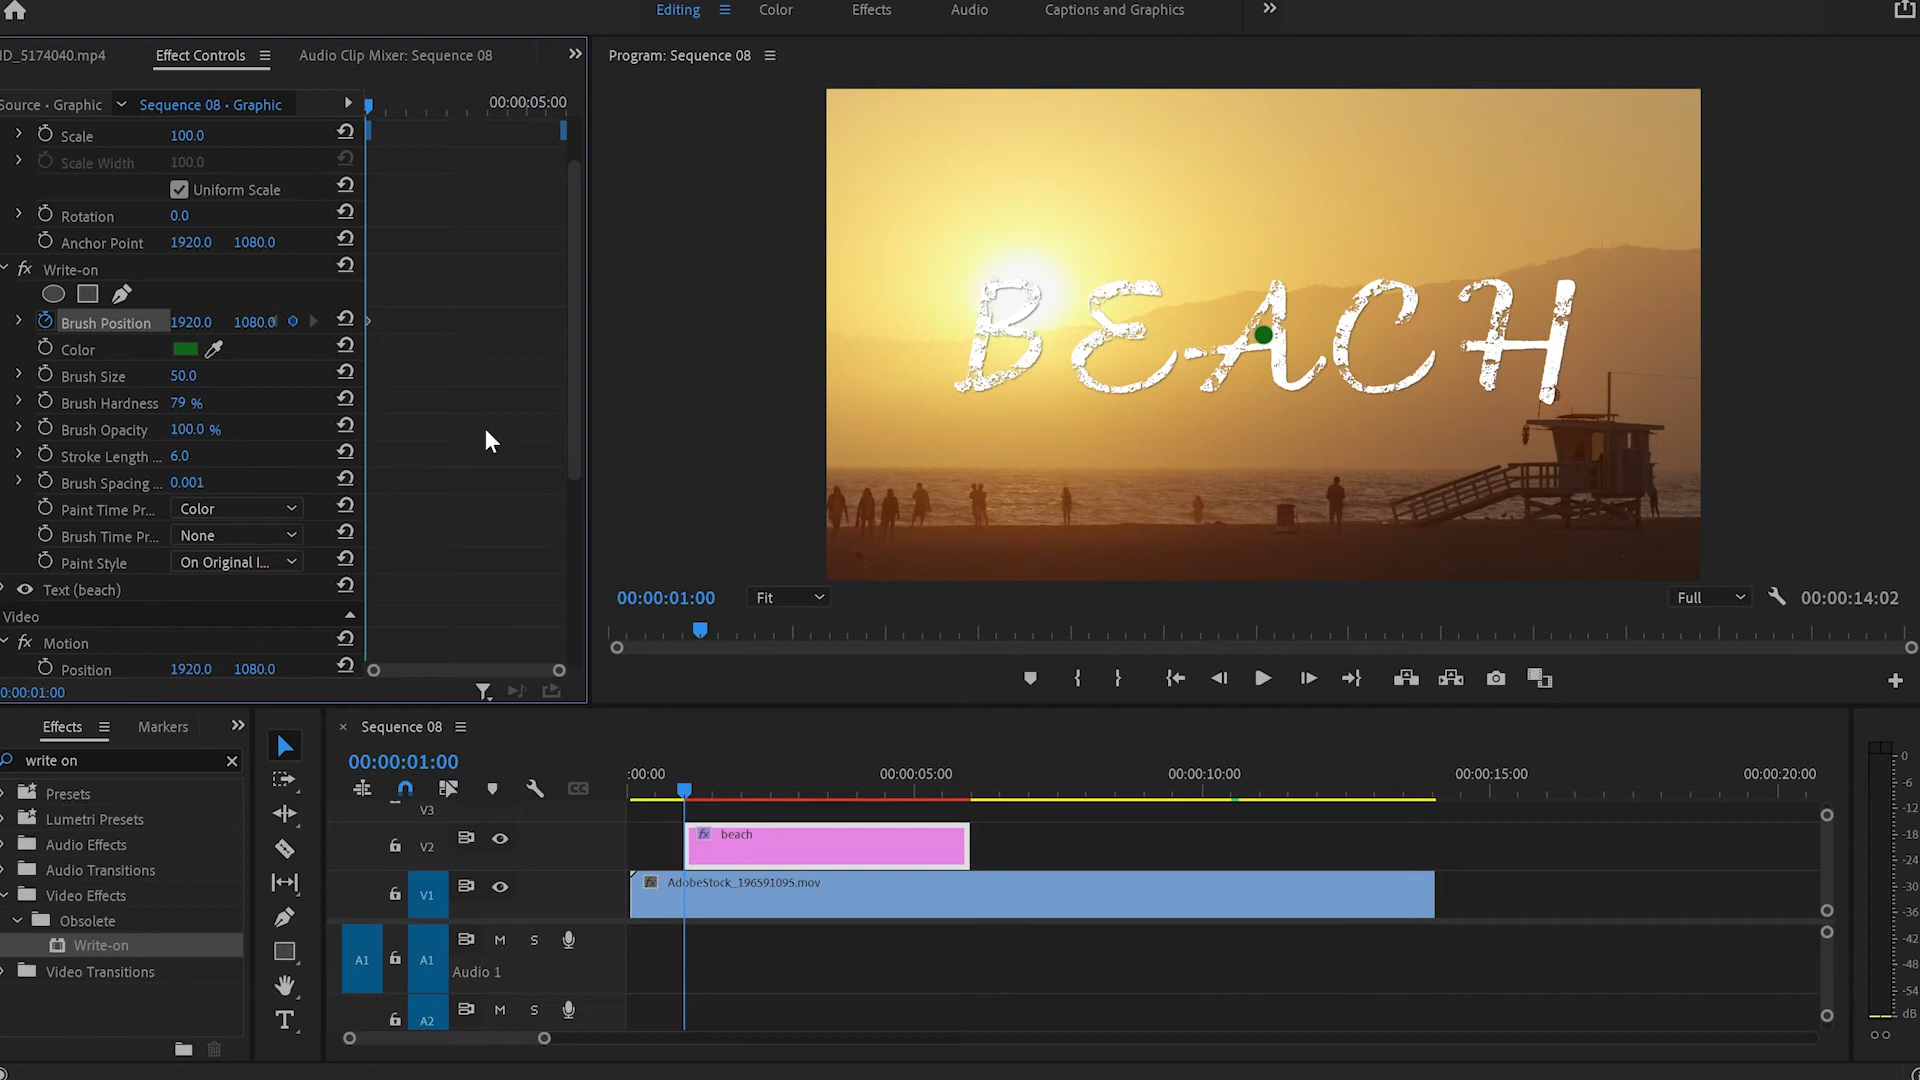 Editing Color Effects Audio Captions and Graphics
ID_5174040.mp4 Effect Controls Audio Clip Mixer: Sequence 08
Program: Sequence 08
Source • Graphic Sequence 08 • Graphic 00:00:05:00
Scale 100.0
Scale Width 100.0
Uniform Scale
Rotation 0.0
Anchor Point 1920.0 1080.0
Write-on
Brush Position 1920.0 1080.0
Color
Brush Size 50.0
Brush Hardness 79 %
Brush Opacity 100.0 %
Stroke Length ... 6.0
Brush Spacing ... 0.001
Paint Time Pr... Color
Brush Time Pr... None
Paint Style On Original I...
Text (beach)
Video
Motion
Position 1920.0 1080.0
0:00:01:00
BEACH
00:00:01:00 Fit Full 00:00:14:02
Effects Markers
write on
Presets
Lumetri Presets
Audio Effects
Audio Transitions
Video Effects
Obsolete
Write-on
Video Transitions
Sequence 08
00:00:01:00
:00:00 00:00:05:00 00:00:10:00 00:00:15:00 00:00:20:00
V3
V2 fx beach
V1 fx AdobeStock_196591095.mov
A1 A1 M S
Audio 1
A2 M S
0
-6
-12
-18
-24
-30
-36
-42
-48
-54
dB